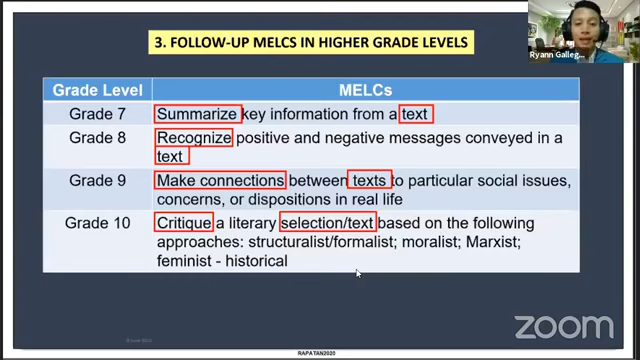 3. FOLLOW-UP MELCS IN HIGHER GRADE LEVELS
Ryann Galleg...
Grade Level MELCs
Grade 7 Summarize key information from a text
Grade 8 Recognize positive and negative messages conveyed in a
text
Grade 9 Make connections between texts to particular social issues,
concerns, or dispositions in real life
Grade 10 Critique a literary selection/text based on the following
approaches: structuralist/formalist; moralist; Marxist;
feminist - historical
zoom
RAPATAN2020